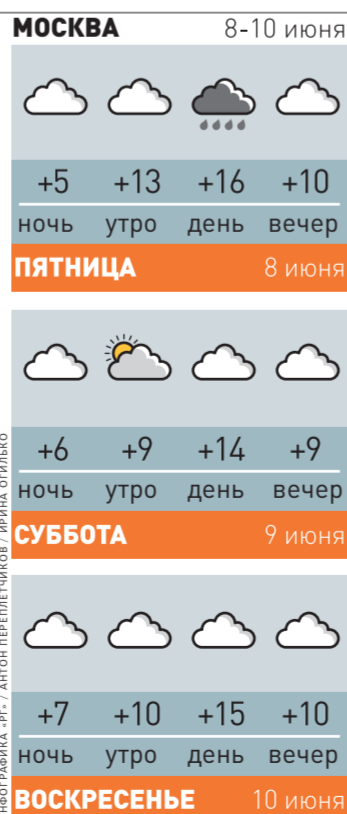 МОСКВА 8-10 июня
+5 +13 +16 +10
ночь утро день вечер
ПЯТНИЦА 8 июня
+6 +9 +14 +9
ночь утро день вечер
СУББОТА 9 июня
+7 +10 +15 +10
ночь утро день вечер
ВОСКРЕСЕНЬЕ 10 июня
НФОГРАФИКА «РГ» / АНТОН ПЕРЕПЛЕТЧИКОВ / ИРИНА ОГИЛЬКО